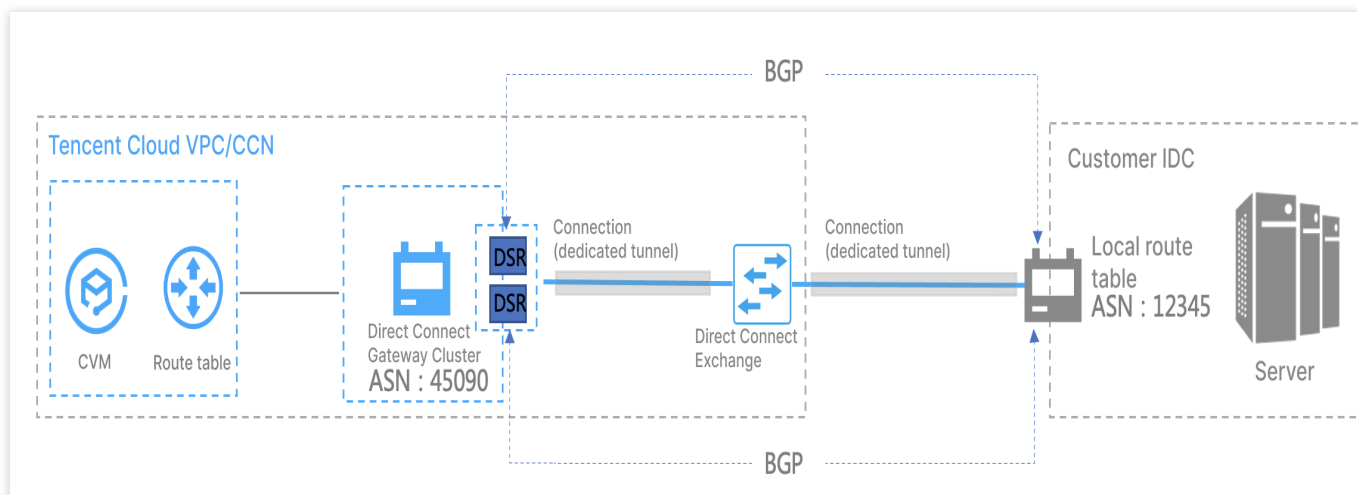 BGP
Tencent Cloud VPC/CCN
Customer IDC
Connection
(dedicated tunnel)
Connection
(dedicated tunnel)
DSR
DSR
Local route
table
ASN : 12345
CVM
Route table
Direct Connect
Gateway Cluster
ASN : 45090
Direct Connect
Exchange
Server
BGP